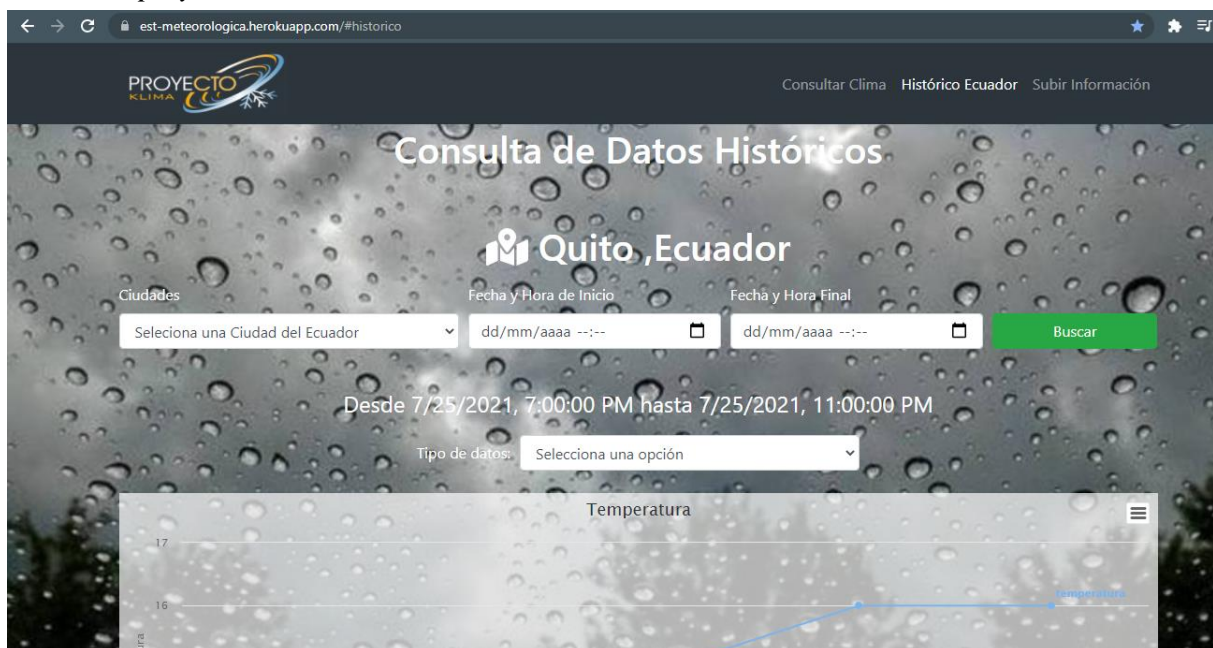 est-meteorologica.herokuapp.com/#historico
PROYECTO
KLIMA
Consultar Clima Histórico Ecuador Subir Información
Consulta de Datos Históricos
Quito ,Ecuador
Ciudades Fecha y Hora de Inicio Fecha y Hora Final
Selecciona una Ciudad del Ecuador dd/mm/aaaa --:-- dd/mm/aaaa --:-- Buscar
Desde 7/25/2021, 7:00:00 PM hasta 7/25/2021, 11:00:00 PM
Tipo de datos: Selecciona una opción
Temperatura
17
temperatura
16